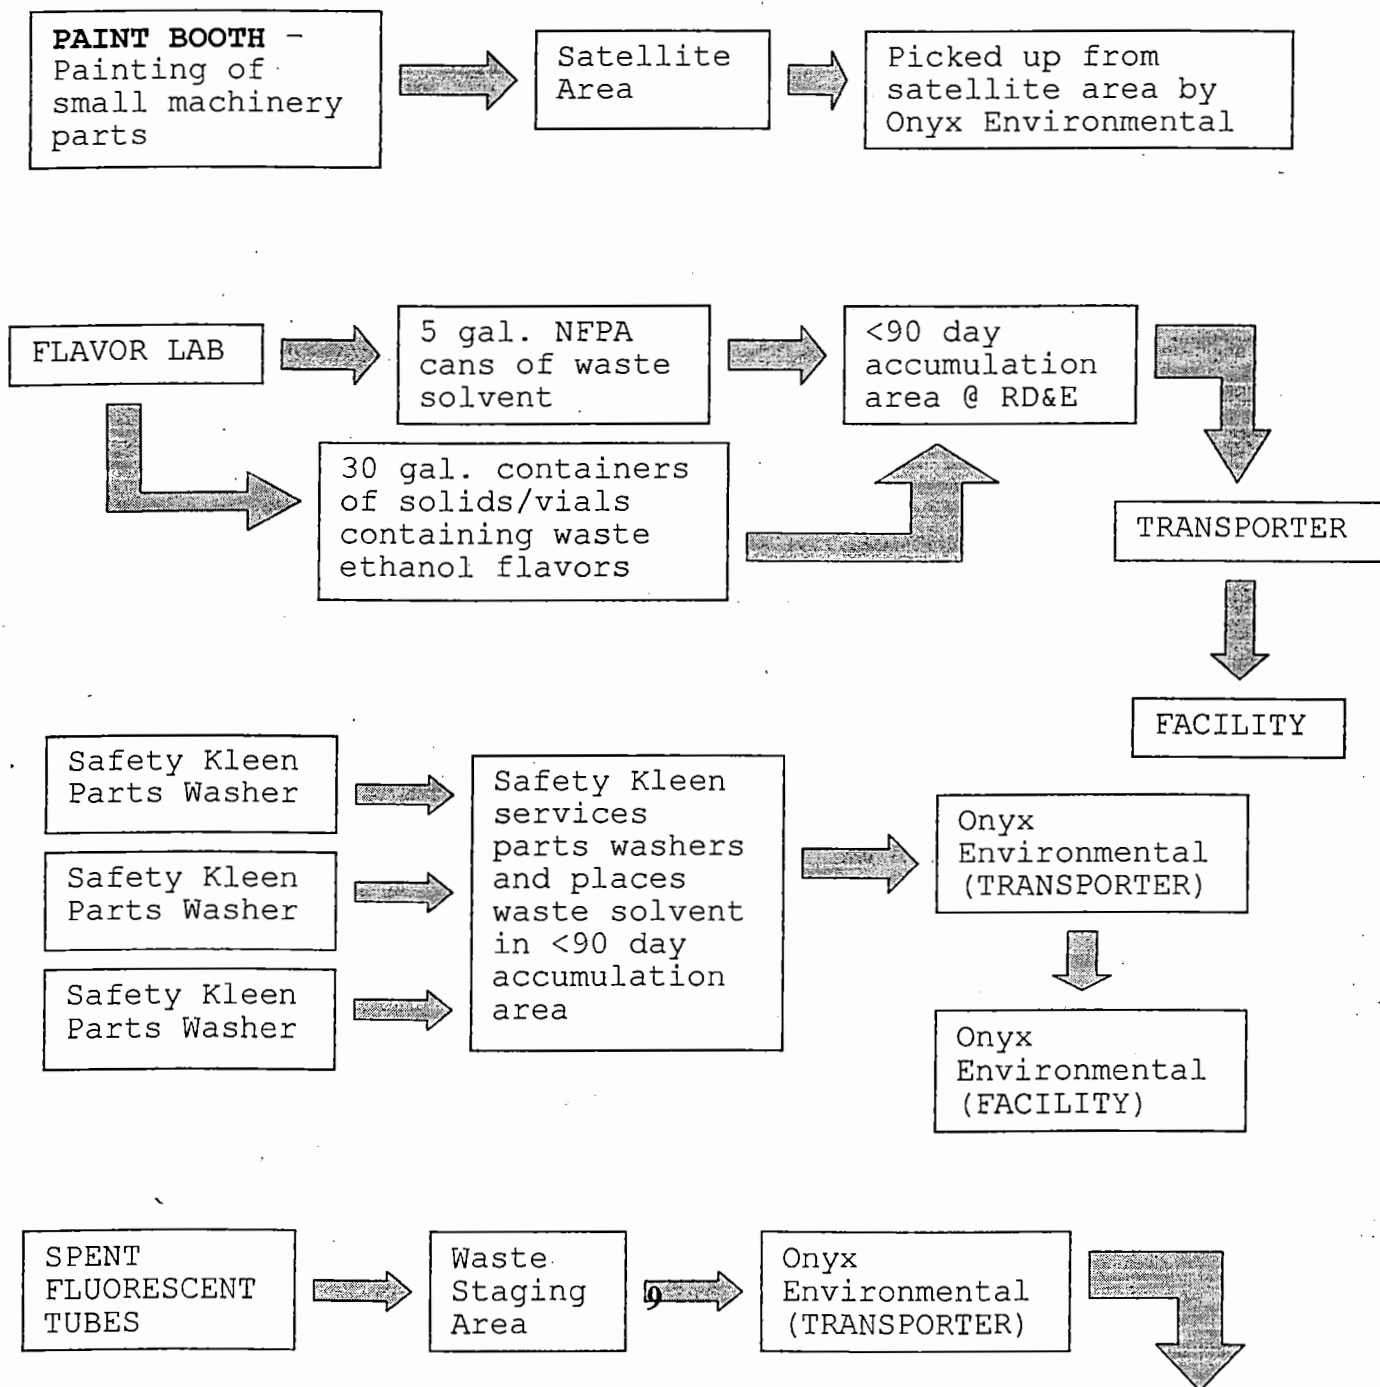 PAINT BOOTH –
Painting of
small machinery
parts
Satellite
Area
Picked up from
satellite area by
Onyx Environmental
FLAVOR LAB
5 gal. NFPA
cans of waste
solvent
<90 day
accumulation
area @ RD&E
30 gal. containers
of solids/vials
containing waste
ethanol flavors
TRANSPORTER
FACILITY
Safety Kleen
Parts Washer
Safety Kleen
Parts Washer
Safety Kleen
Parts Washer
Safety Kleen
services
parts washers
and places
waste solvent
in <90 day
accumulation
area
Onyx
Environmental
(TRANSPORTER)
Onyx
Environmental
(FACILITY)
SPENT
FLUORESCENT
TUBES
Waste
Staging
Area
9
Onyx
Environmental
(TRANSPORTER)